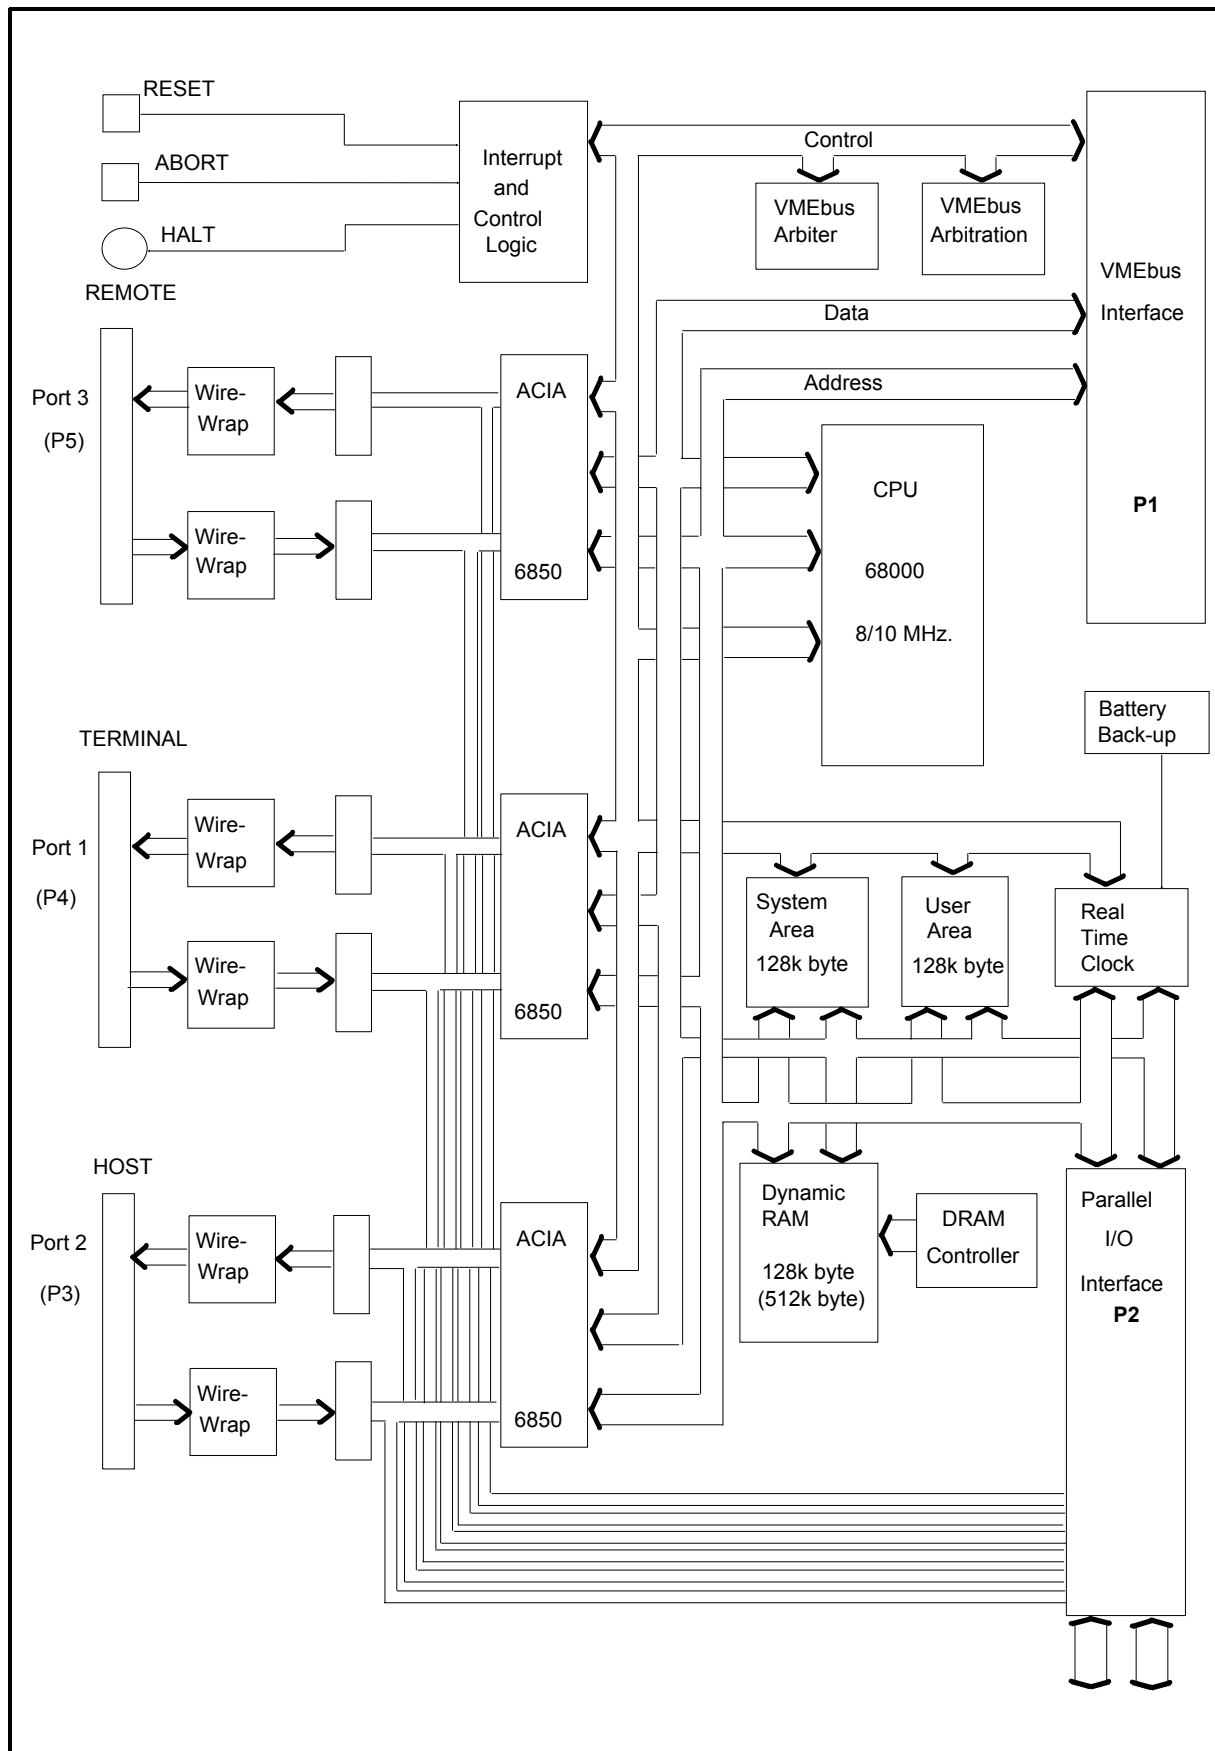 RESET
ABORT
HALT
REMOTE
Interrupt
and
Control
Logic
Control
VMEbus
Arbiter
VMEbus
Arbitration
VMEbus
Interface
P1
Data
Address
Port 3
(P5)
Wire-
Wrap
Wire-
Wrap
ACIA
6850
CPU
68000
8/10 MHz.
Battery
Back-up
TERMINAL
Port 1
(P4)
Wire-
Wrap
Wire-
Wrap
ACIA
6850
System
Area
128k byte
User
Area
128k byte
Real
Time
Clock
HOST
Port 2
(P3)
Wire-
Wrap
Wire-
Wrap
ACIA
6850
Dynamic
RAM
128k byte
(512k byte)
DRAM
Controller
Parallel
I/O
Interface
P2